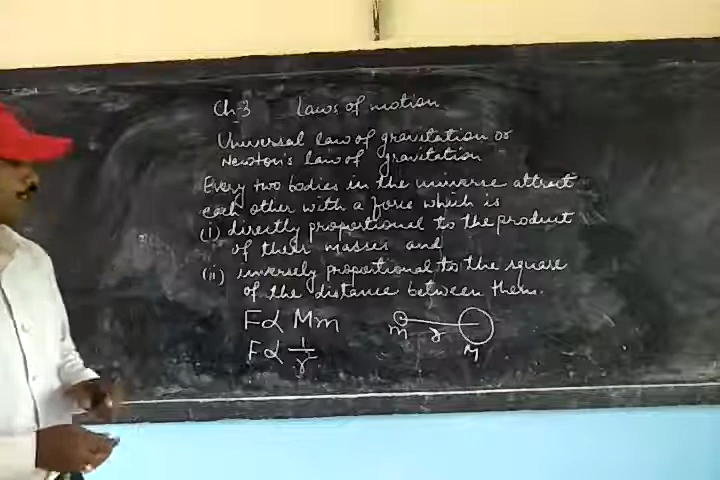 Ch-3 Laws of motion
Universal law of gravitation or
Newton's law of gravitation
Every two bodies in the universe attract
each other with a force which is
(i) directly proportional to the product
of their masses and
(ii) inversely proportional to the square
of the distance between them.
F∝ Mm
m r M
F∝ 1/r